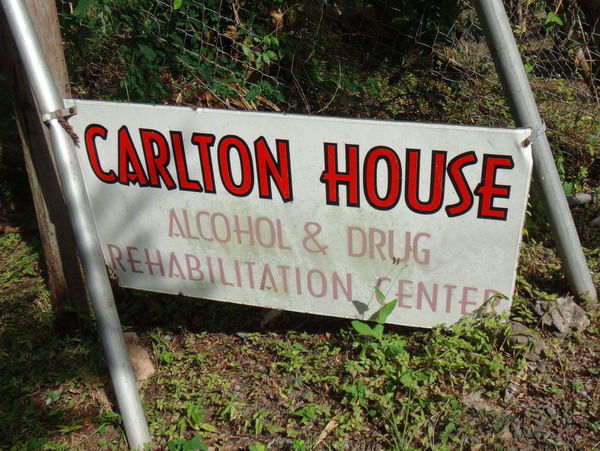 CARLTON HOUSE
ALCOHOL & DRUG
REHABILITATION CENTER